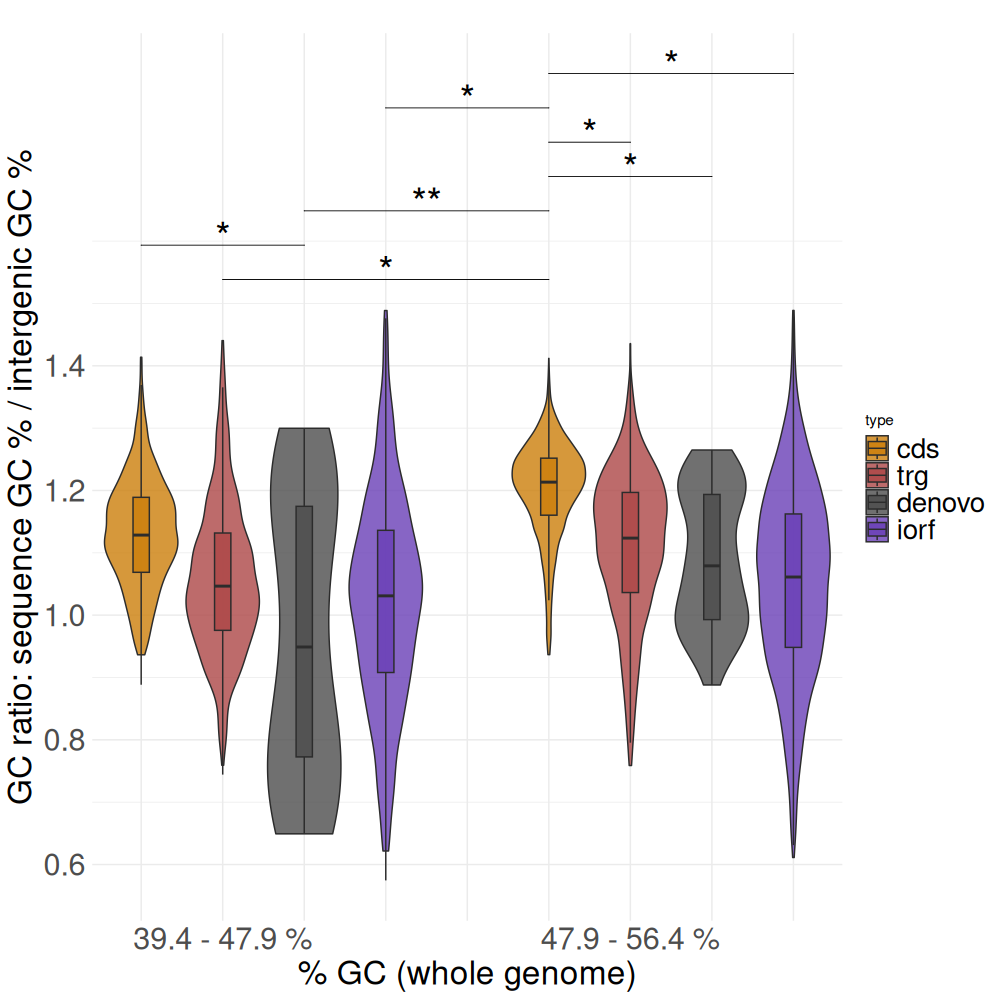 *
*
*
*
**
*
*
GC ratio: sequence GC % / intergenic GC %
1.4
1.2
1.0
0.8
0.6
39.4 - 47.9 %
47.9 - 56.4 %
% GC (whole genome)
type
cds
trg
denovo
iorf